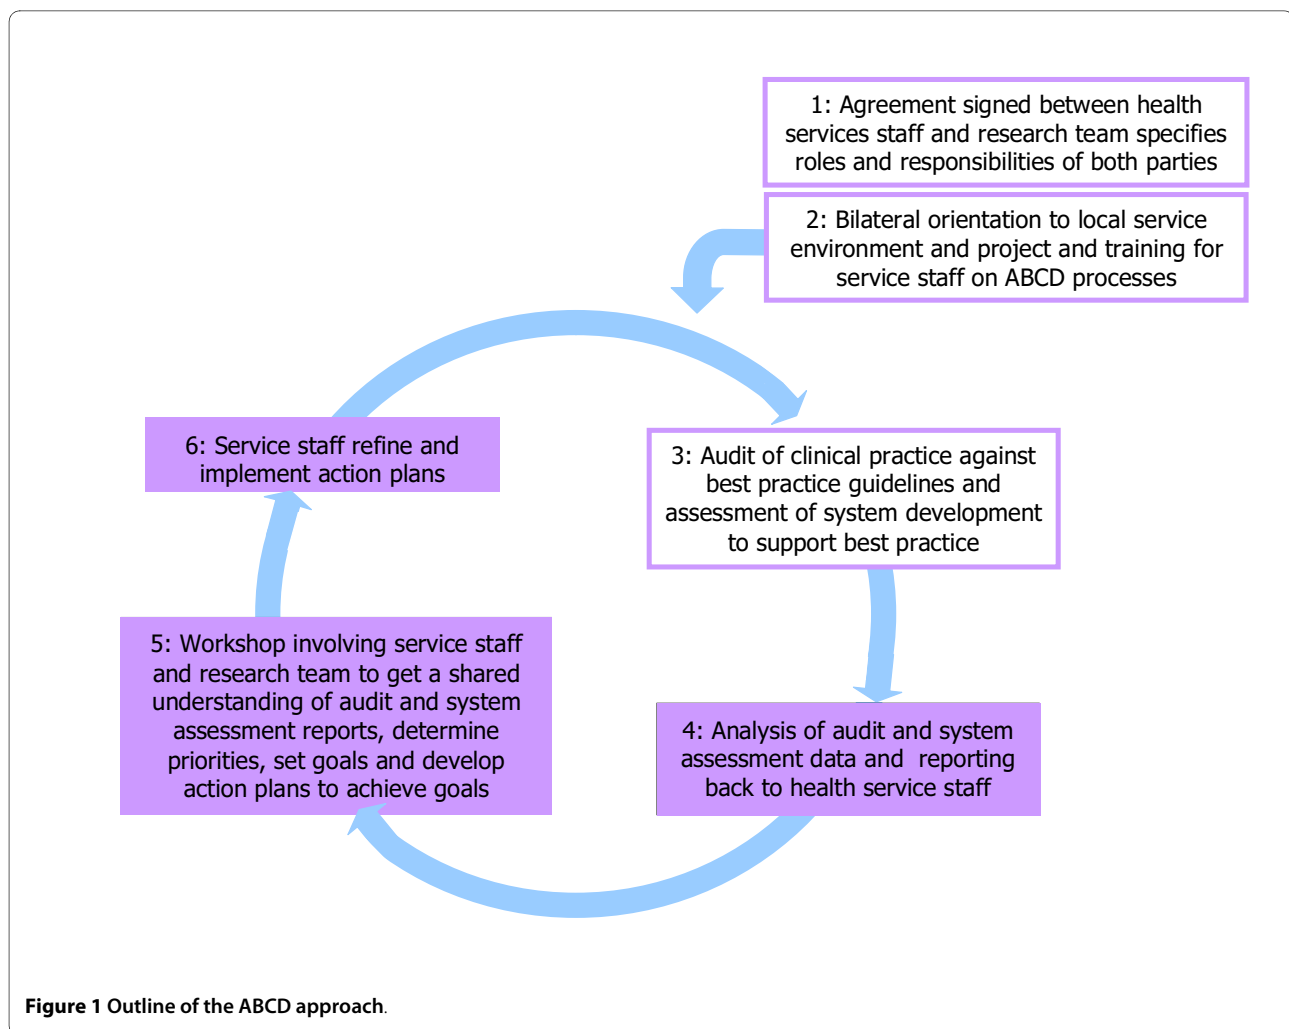 1: Agreement signed between health
services staff and research team specifies
roles and responsibilities of both parties
2: Bilateral orientation to local service
environment and project and training for
service staff on ABCD processes
3: Audit of clinical practice against
best practice guidelines and
assessment of system development
to support best practice
4: Analysis of audit and system
assessment data and reporting
back to health service staff
5: Workshop involving service staff
and research team to get a shared
understanding of audit and system
assessment reports, determine
priorities, set goals and develop
action plans to achieve goals
6: Service staff refine and
implement action plans
Figure 1 Outline of the ABCD approach.